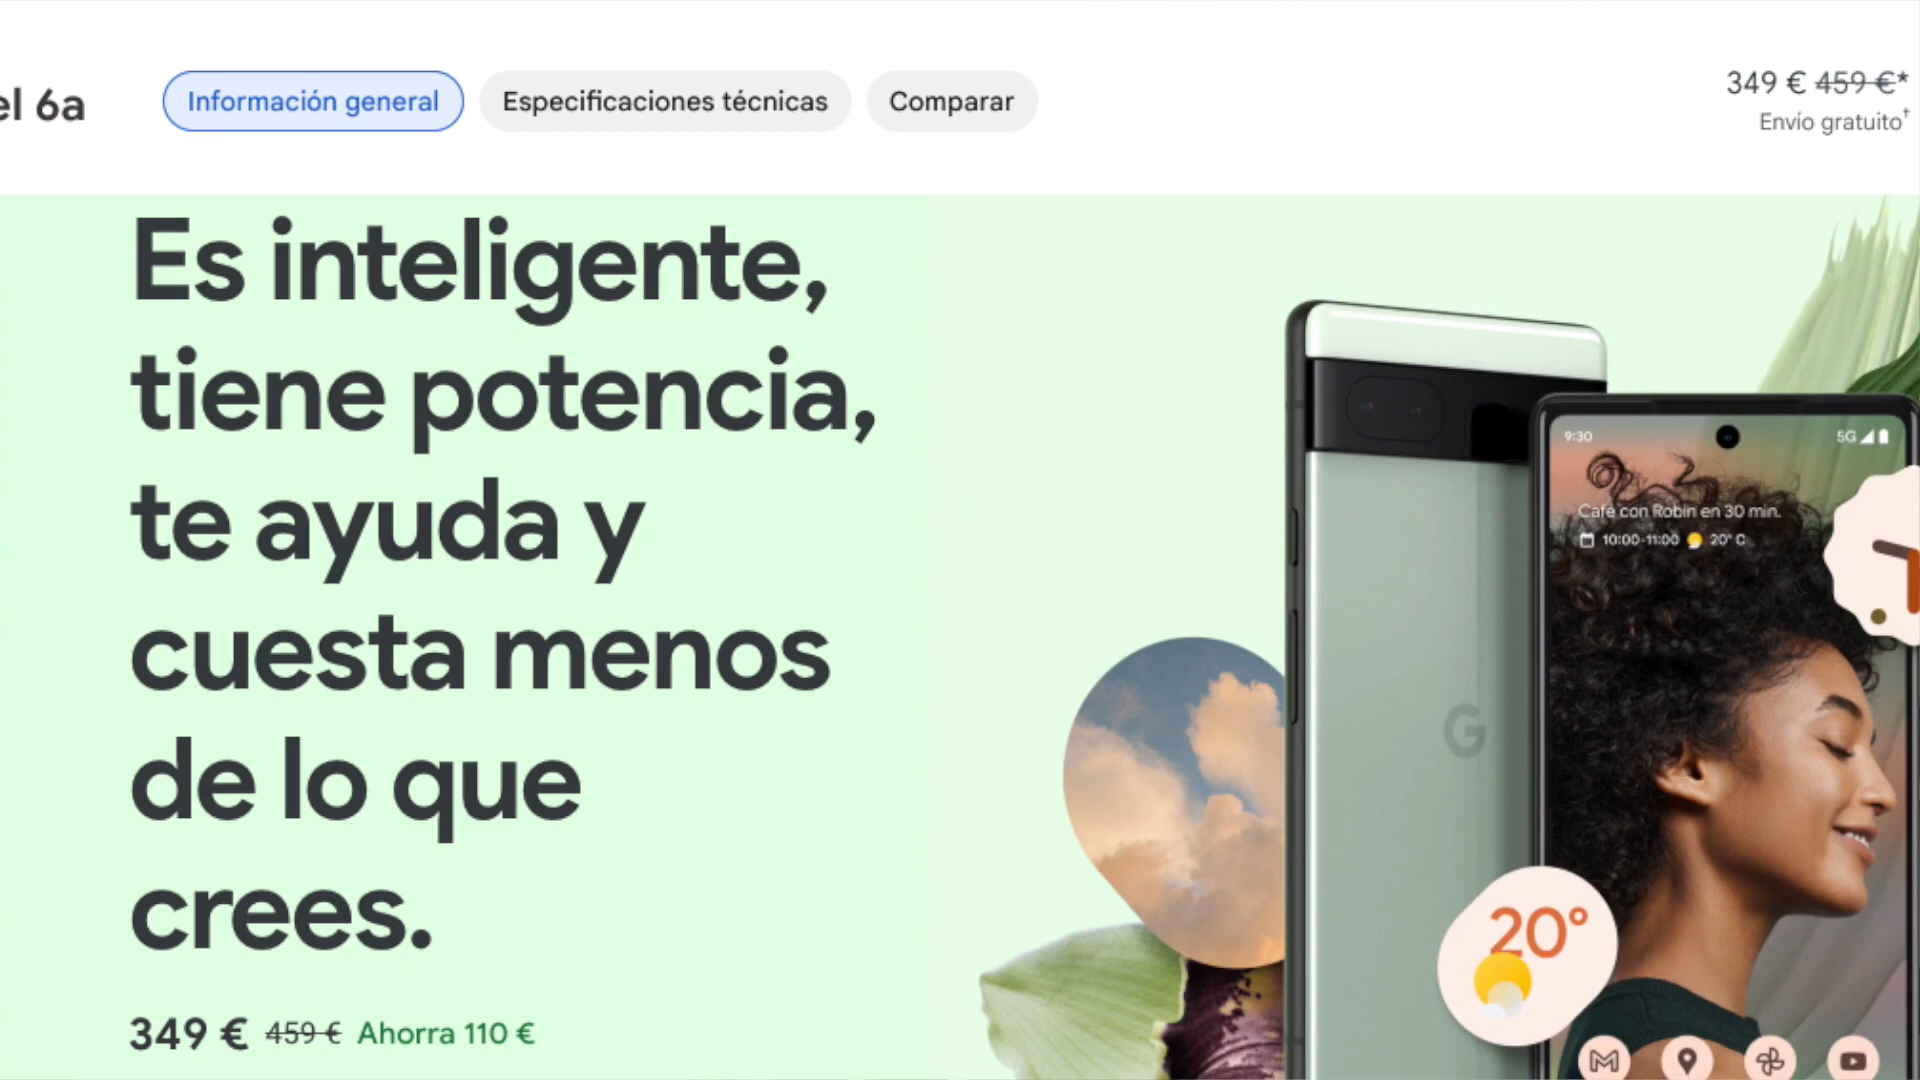 el 6a
Información general
Especificaciones técnicas
Comparar
349 € 459 €*
Envío gratuito†
Es inteligente,
tiene potencia,
te ayuda y
cuesta menos
de lo que
crees.
349 € 459 € Ahorra 110 €
9:30
5G
Café con Robin en 30 min.
10:00-11:00 20° C
G
20°